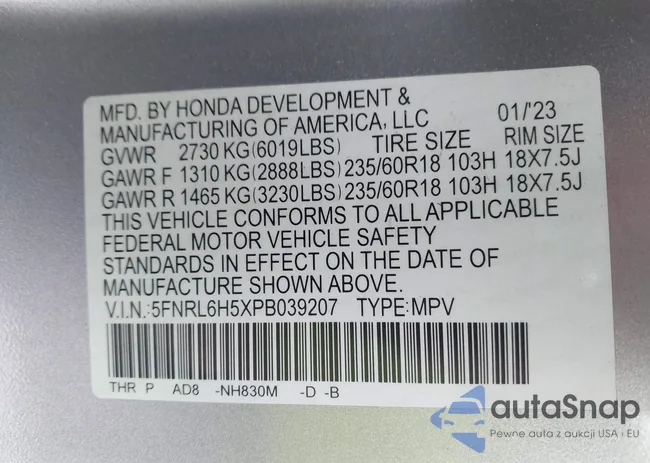 MFD. BY HONDA DEVELOPMENT &
MANUFACTURING OF AMERICA, LLC 01/'23
GVWR 2730 KG(6019LBS) TIRE SIZE RIM SIZE
GAWR F 1310 KG(2888LBS) 235/60R18 103H 18X7.5J
GAWR R 1465 KG(3230LBS) 235/60R18 103H 18X7.5J
THIS VEHICLE CONFORMS TO ALL APPLICABLE
FEDERAL MOTOR VEHICLE SAFETY
STANDARDS IN EFFECT ON THE DATE OF
MANUFACTURE SHOWN ABOVE.
V.I.N.:5FNRL6H5XPB039207 TYPE:MPV
THR P AD8 -NH830M -D -B
autaSnap
Pewne auta z aukcji USA i EU